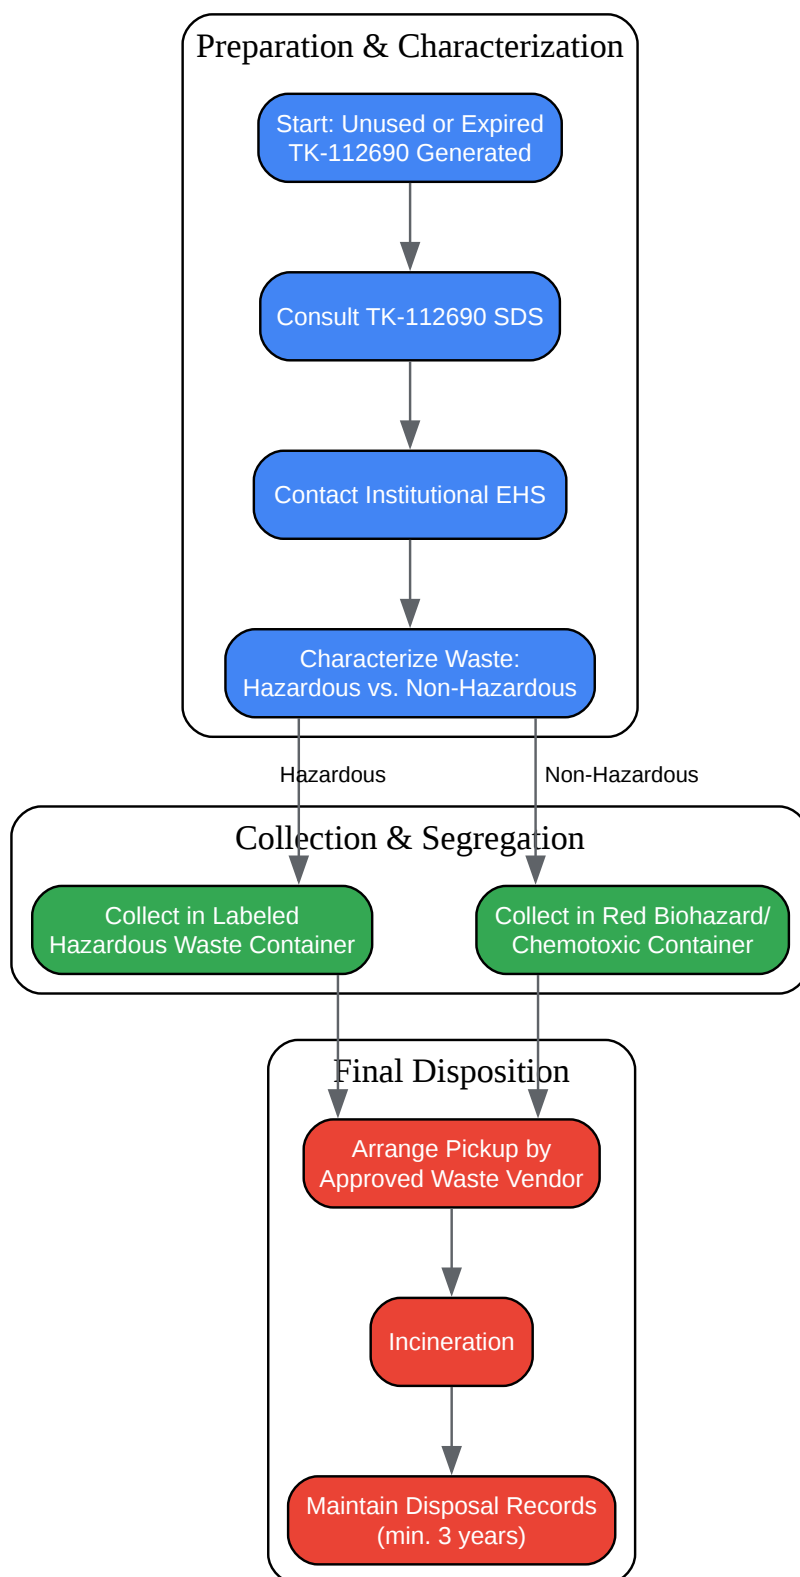 Preparation & Characterization
Start: Unused or Expired
TK-112690 Generated
Consult TK-112690 SDS
Contact Institutional EHS
Characterize Waste:
Hazardous vs. Non-Hazardous
Hazardous
Non-Hazardous
Collection & Segregation
Collect in Labeled
Hazardous Waste Container
Collect in Red Biohazard/
Chemotoxic Container
Final Disposition
Arrange Pickup by
Approved Waste Vendor
Incineration
Maintain Disposal Records
(min. 3 years)